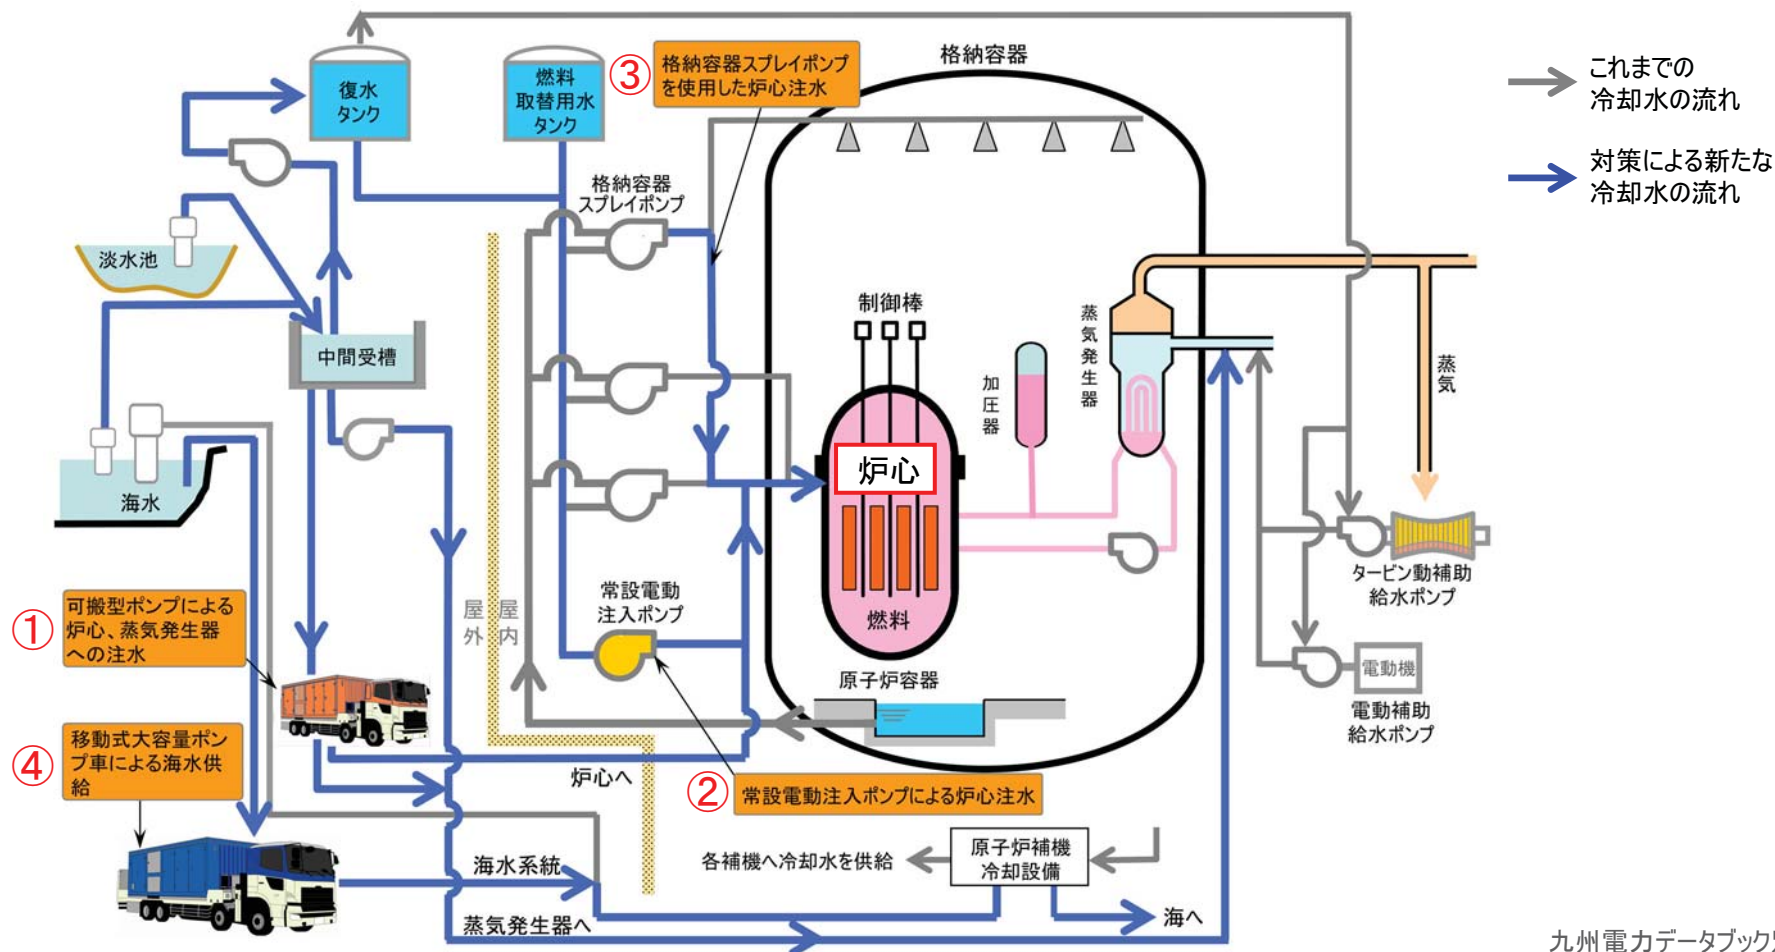 格納容器
これまでの
冷却水の流れ
対策による新たな
冷却水の流れ
復水
タンク
燃料
取替用水
タンク
③
格納容器スプレイポンプ
を使用した炉心注水
格納容器
スプレイポンプ
淡水池
中間受槽
海水
制御棒
加圧器
蒸気発生器
蒸気
炉心
燃料
原子炉容器
タービン動補助
給水ポンプ
電動機
電動補助
給水ポンプ
常設電動
注入ポンプ
屋外
屋内
①
可搬型ポンプによる
炉心、蒸気発生器
への注水
④
移動式大容量ポン
プ車による海水供
給
炉心へ
②
常設電動注入ポンプによる炉心注水
海水系統
蒸気発生器へ
各補機へ冷却水を供給
原子炉補機
冷却設備
海へ
九州電力データブック